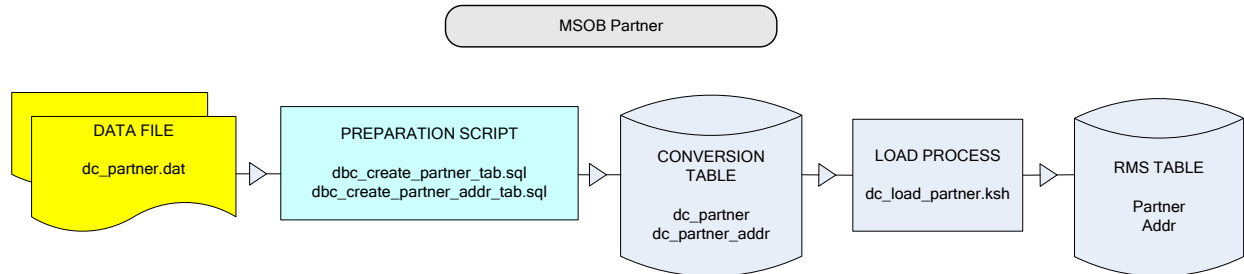 MSOB Partner
DATA FILE
dc_partner.dat
PREPARATION SCRIPT
dbc_create_partner_tab.sql
dbc_create_partner_addr_tab.sql
CONVERSION
TABLE
dc_partner
dc_partner_addr
LOAD PROCESS
dc_load_partner.ksh
RMS TABLE
Partner
Addr